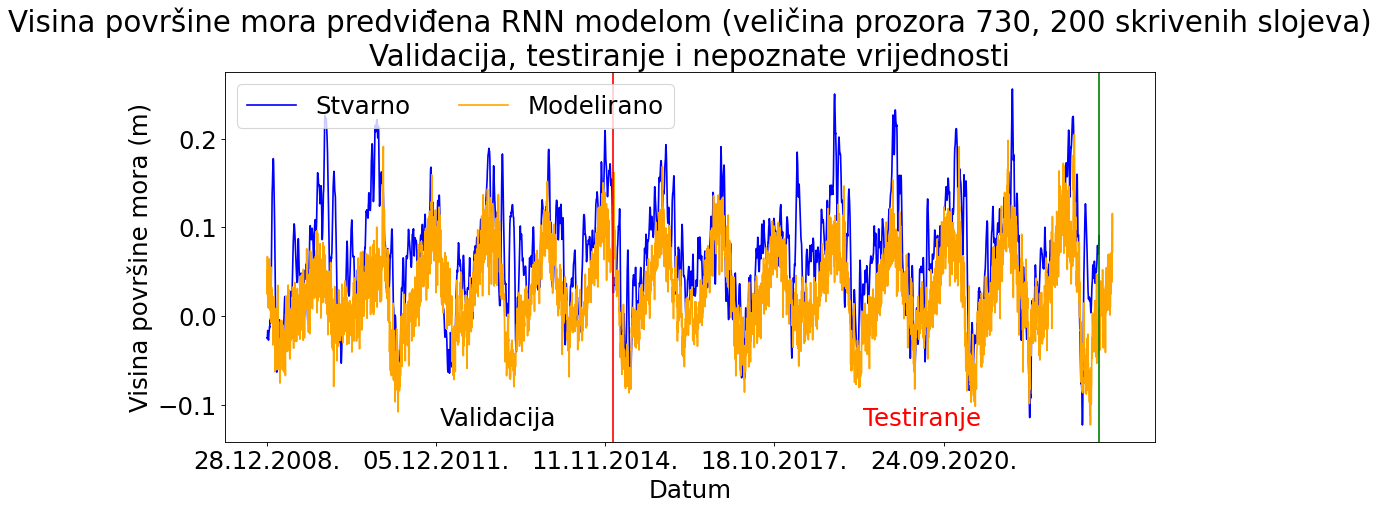 Visina površine mora predviđena RNN modelom (veličina prozora 730, 200 skrivenih slojeva)
Validacija, testiranje i nepoznate vrijednosti
Stvarno
Modelirano
Visina površine mora (m)
0.2
0.1
0.0
−0.1
Validacija
Testiranje
28.12.2008.
05.12.2011.
11.11.2014.
18.10.2017.
24.09.2020.
Datum